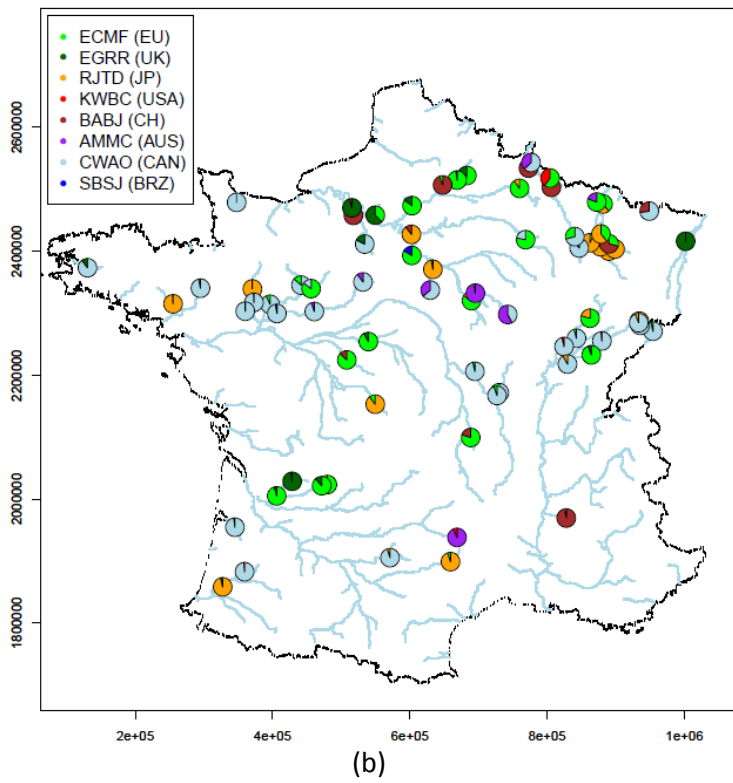 ECMF (EU)
EGRR (UK)
RJTD (JP)
KWBC (USA)
BABJ (CH)
AMMC (AUS)
CWAO (CAN)
SBSJ (BRZ)
2600000
2400000
2200000
2000000
1800000
2e+05 4e+05 6e+05 8e+05 1e+06
(b)